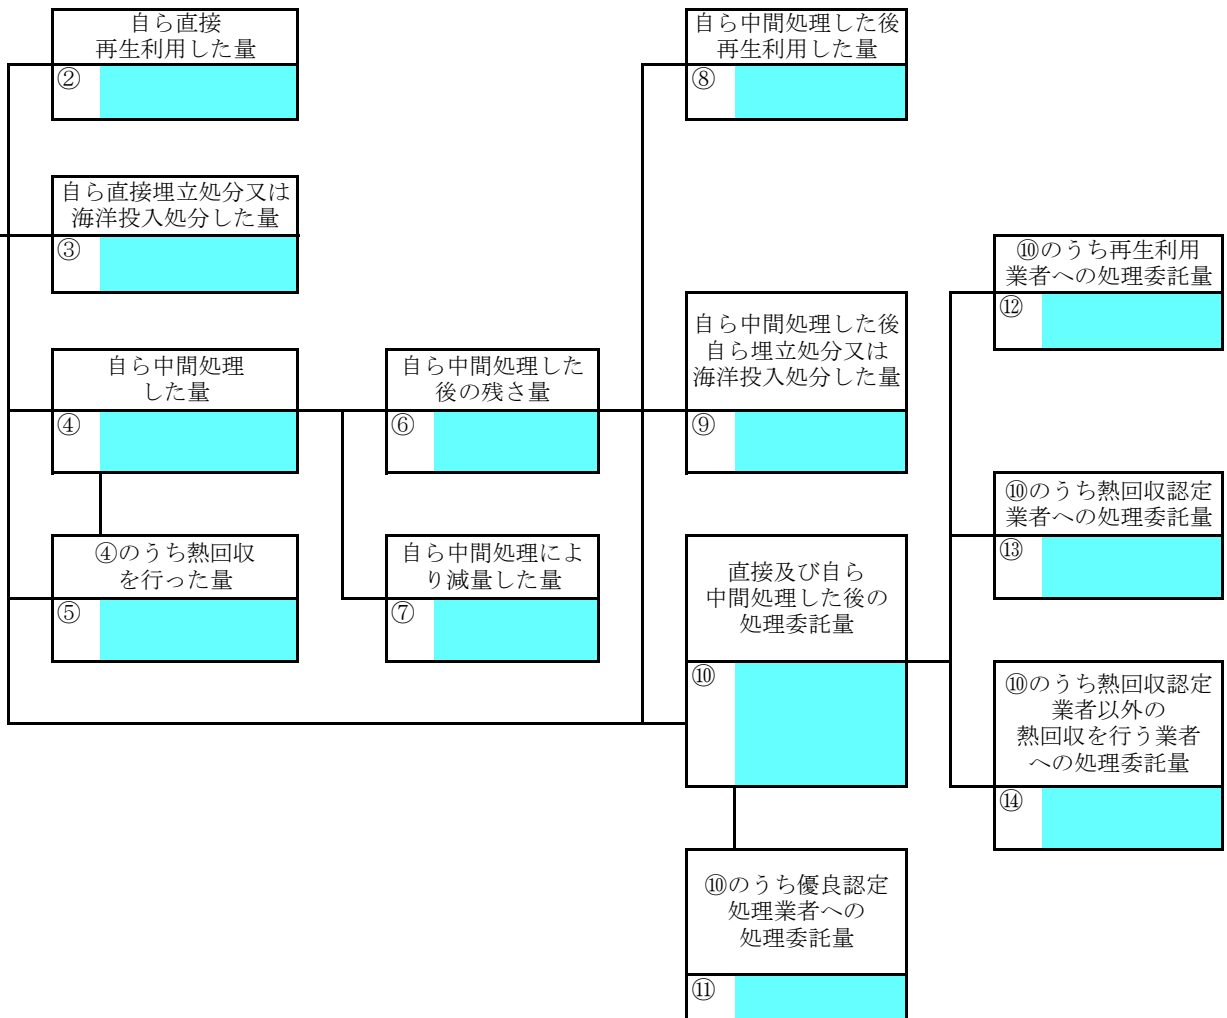 自ら直接
再生利用した量
②
自ら直接埋立処分又は
海洋投入処分した量
③
自ら中間処理
した量
④
④のうち熱回収
を行った量
⑤
自ら中間処理した
後の残さ量
⑥
自ら中間処理によ
り減量した量
⑦
自ら中間処理した後
再生利用した量
⑧
自ら中間処理した後
自ら埋立処分又は
海洋投入処分した量
⑨
直接及び自ら
中間処理した後の
処理委託量
⑩
⑩のうち優良認定
処理業者への
処理委託量
⑪
⑩のうち再生利用
業者への処理委託量
⑫
⑩のうち熱回収認定
業者への処理委託量
⑬
⑩のうち熱回収認定
業者以外の
熱回収を行う業者
への処理委託量
⑭